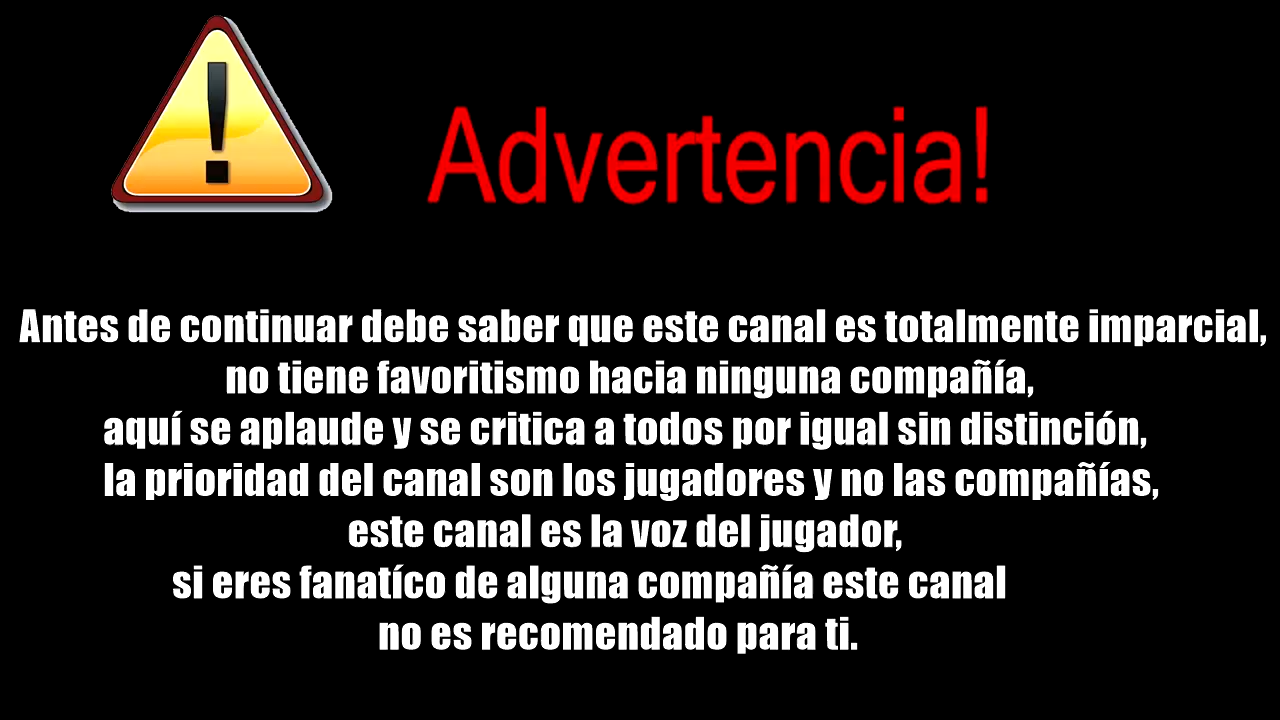 Advertencia!
Antes de continuar debe saber que este canal es totalmente imparcial,
no tiene favoritismo hacia ninguna compañía,
aquí se aplaude y se critica a todos por igual sin distinción,
la prioridad del canal son los jugadores y no las compañías,
este canal es la voz del jugador,
si eres fanatíco de alguna compañía este canal
no es recomendado para ti.